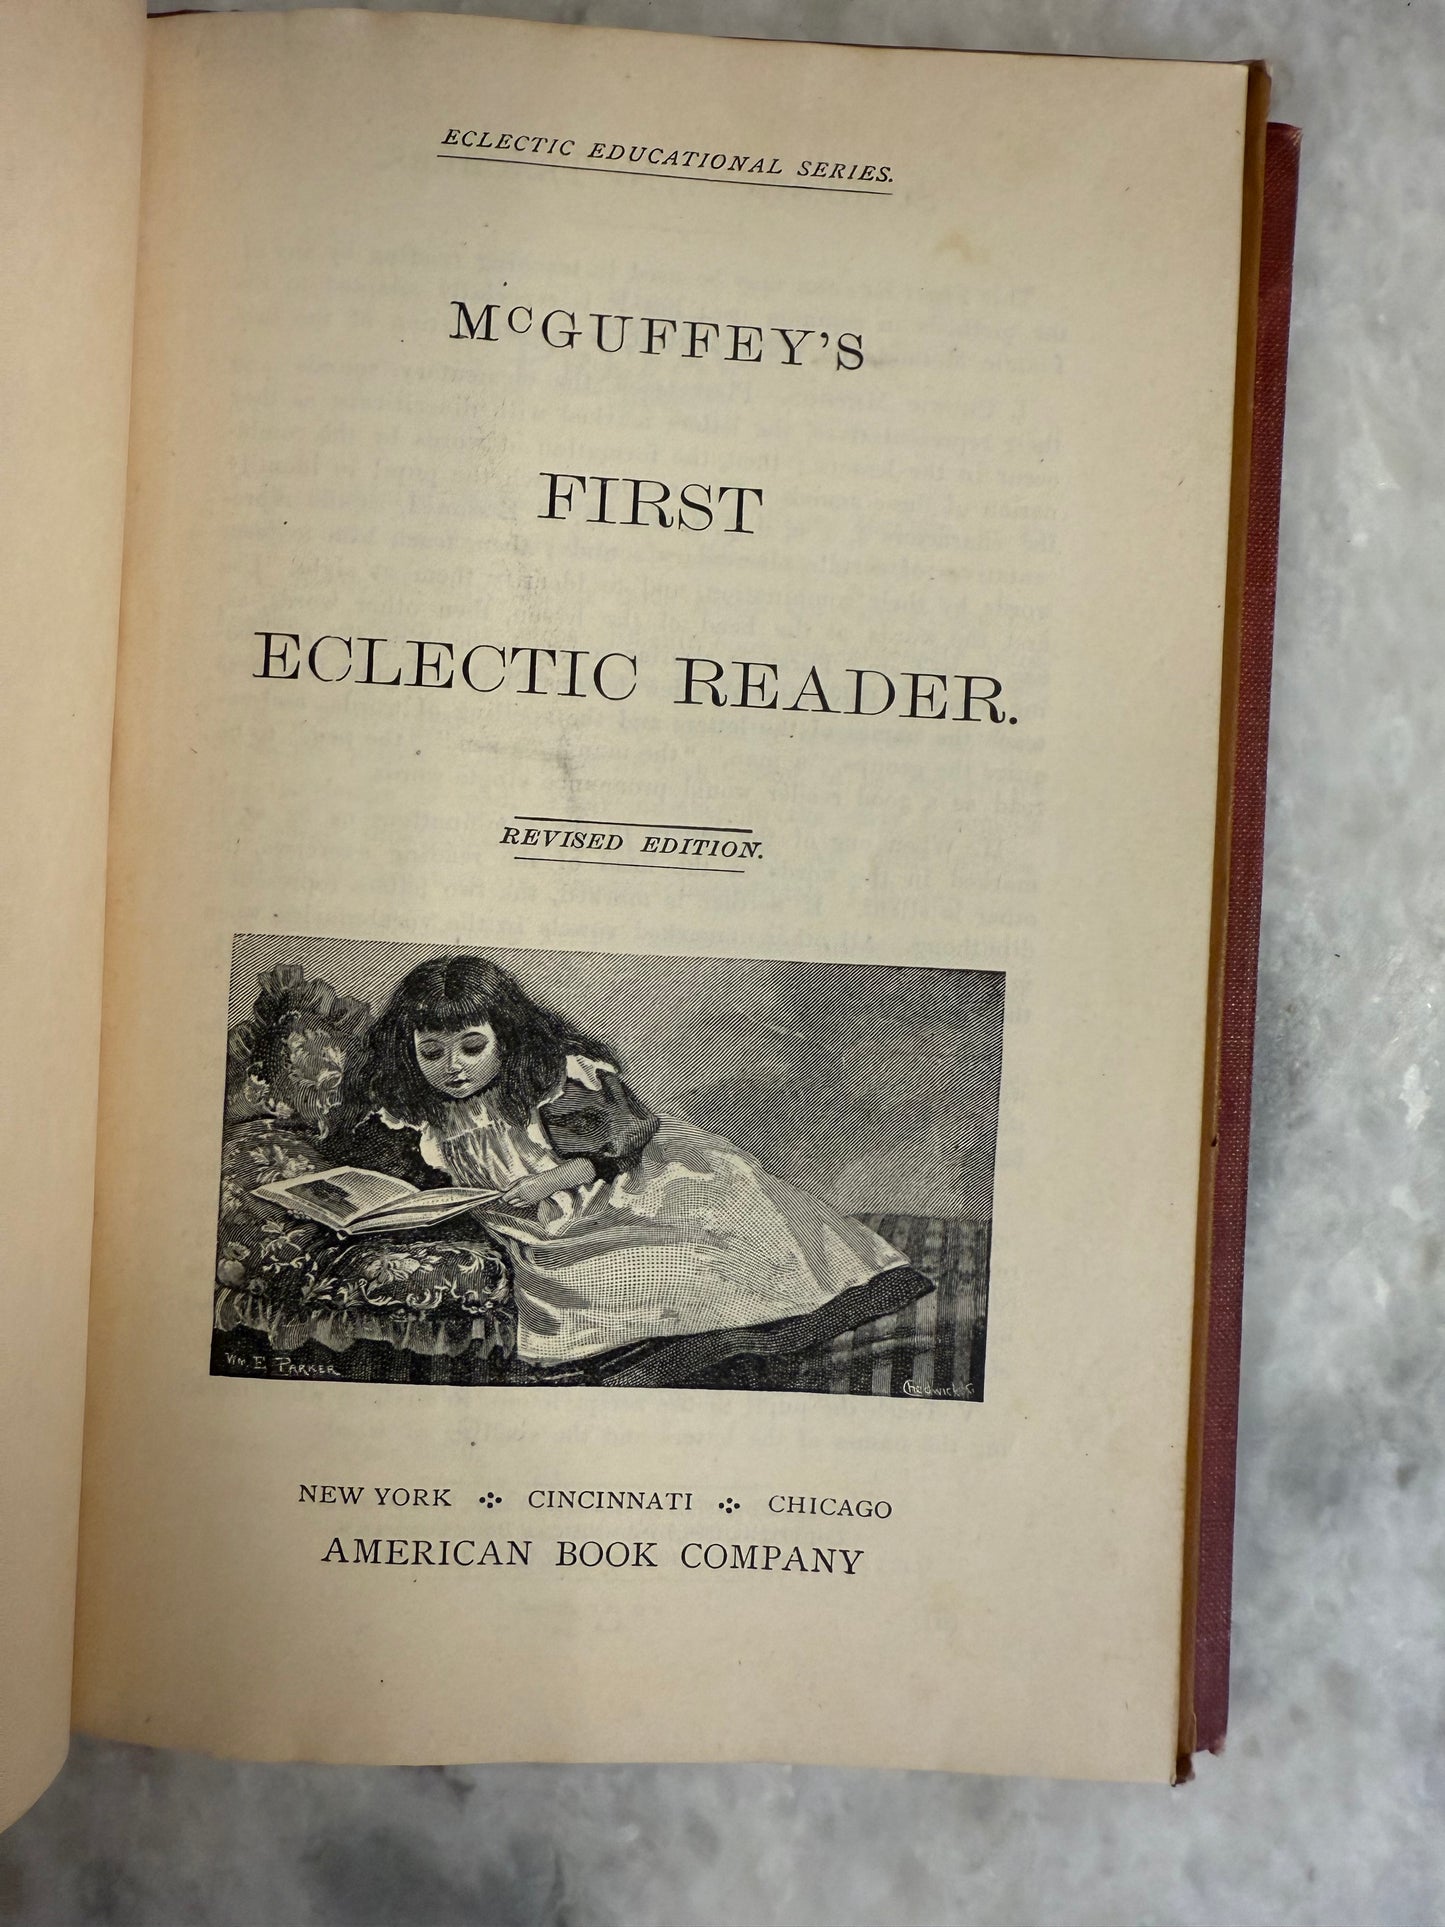 ECLECTIC EDUCATIONAL SERIES.
McGUFFEY'S
FIRST
ECLECTIC READER.
REVISED EDITION.
WM. E. PARKER
NEW YORK CINCINNATI CHICAGO
AMERICAN BOOK COMPANY